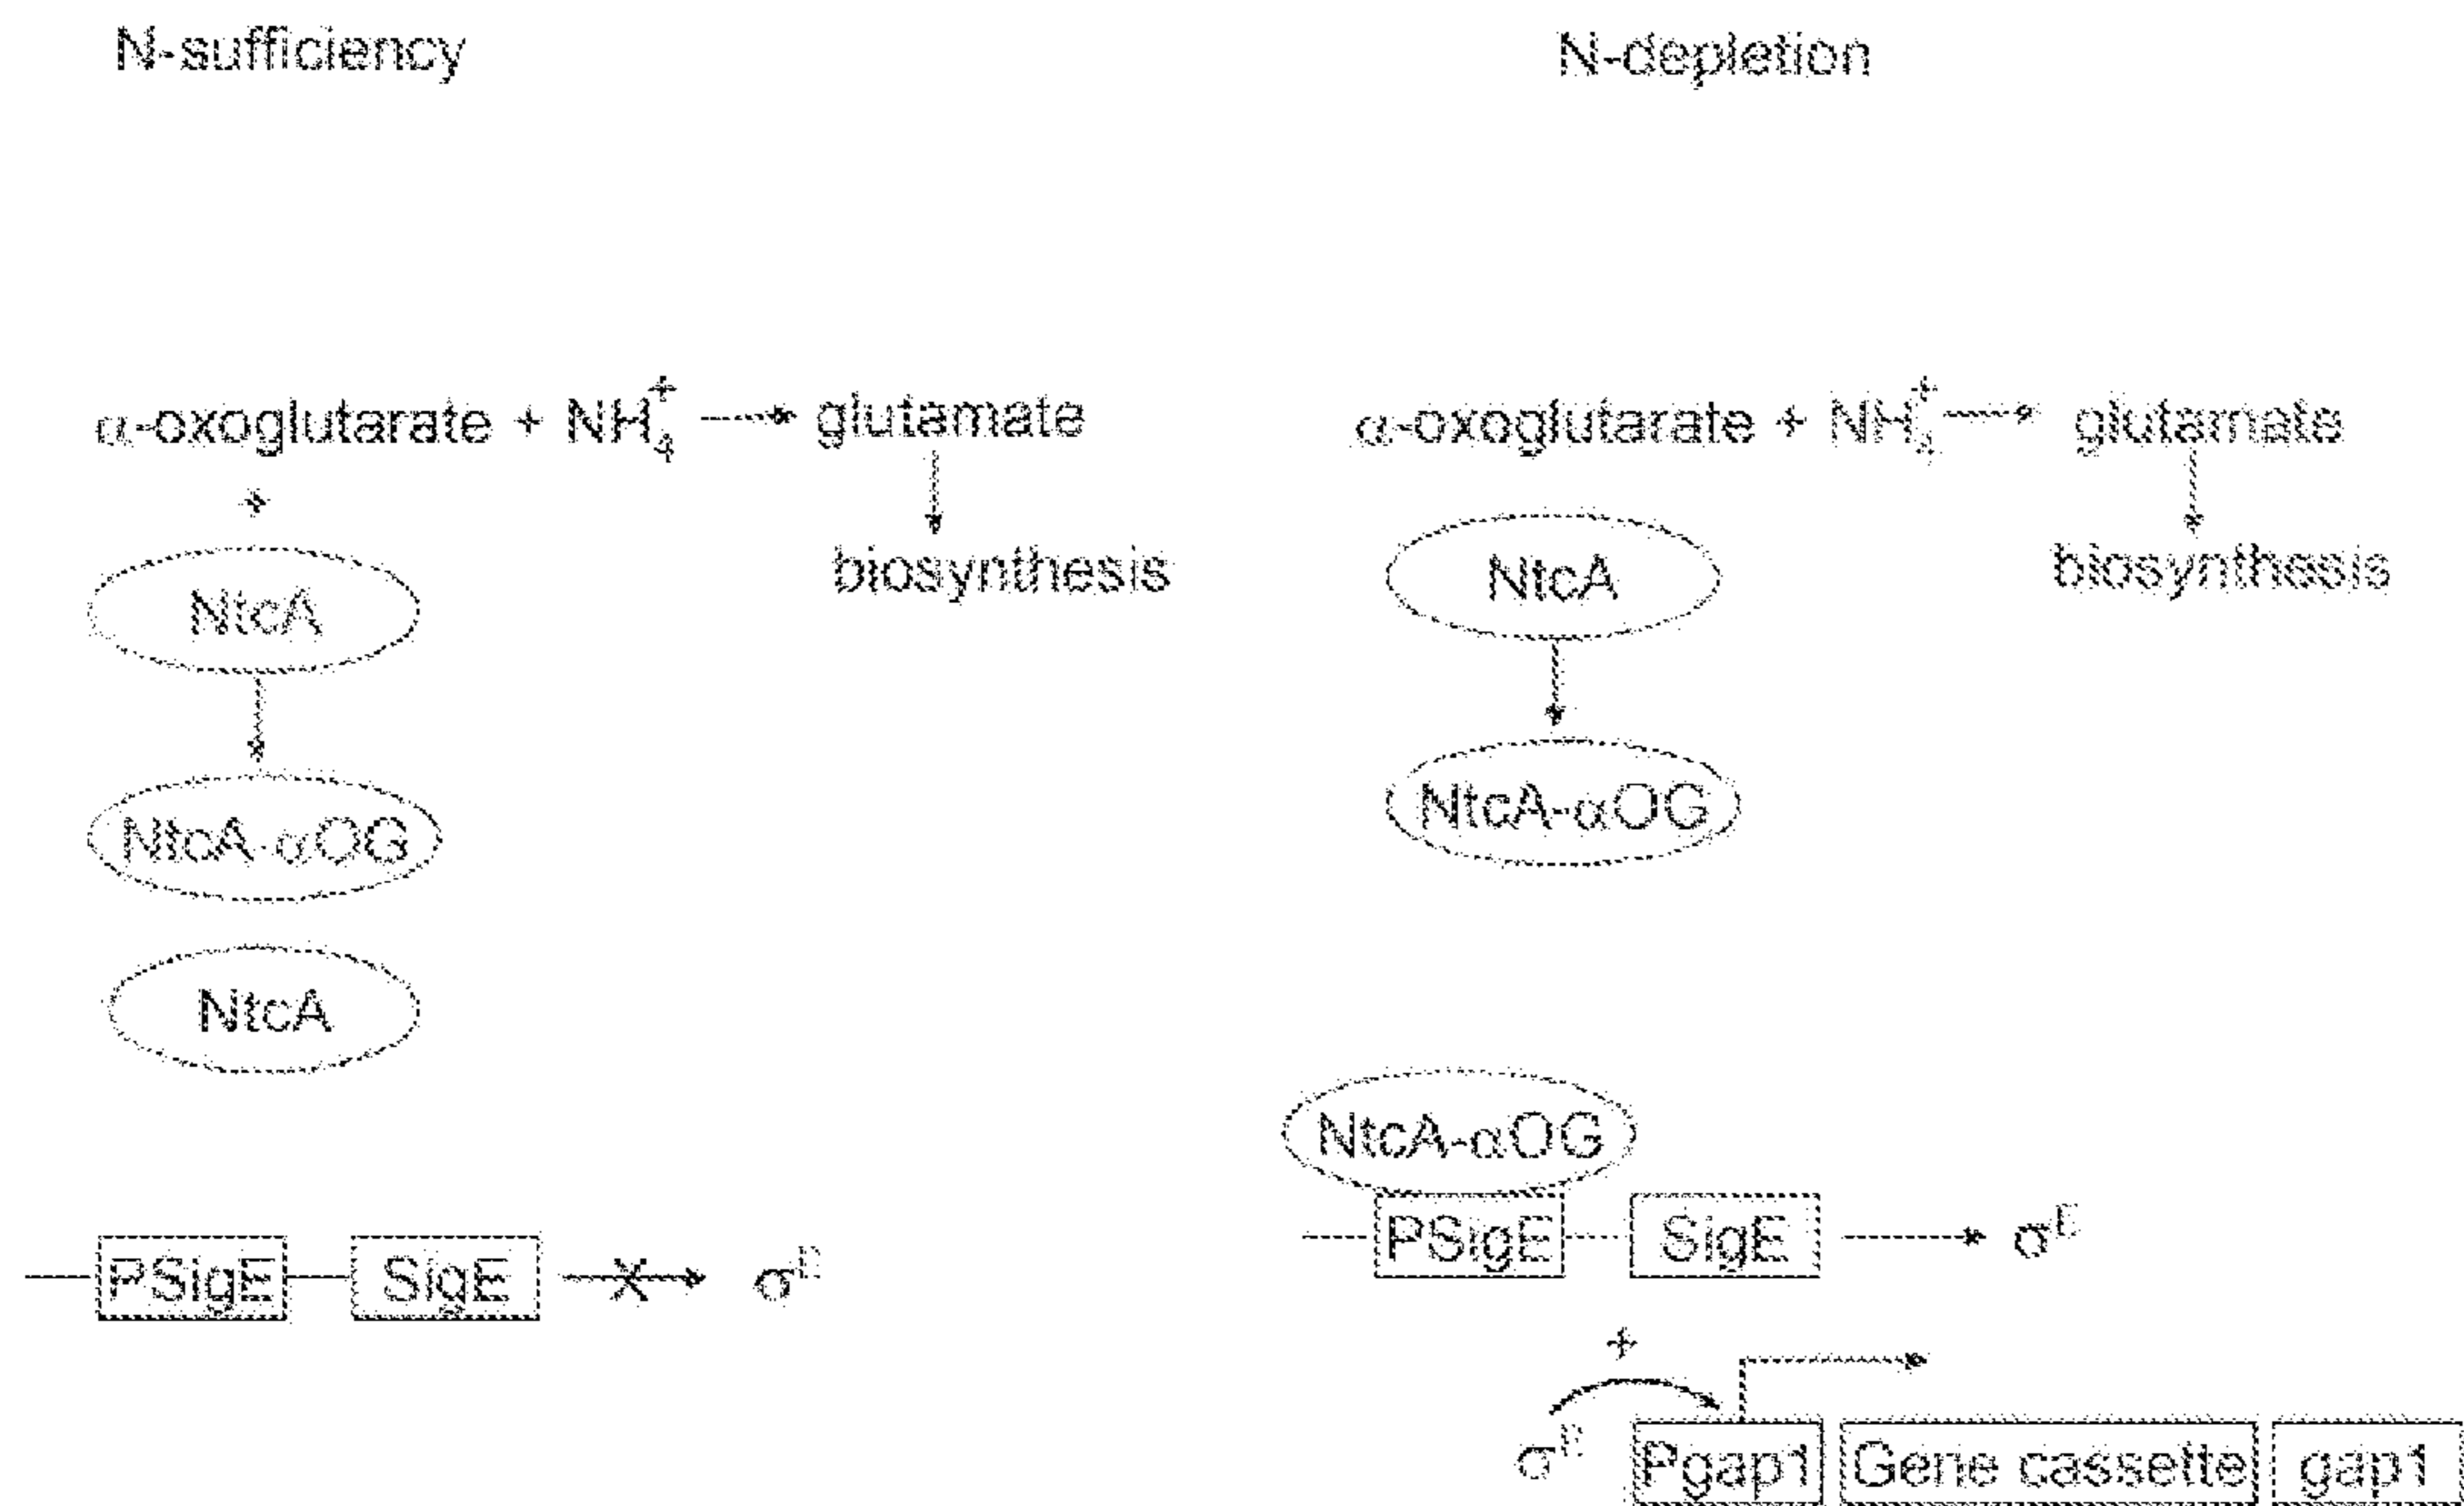 N-sufficiency
α-oxoglutarate + NH4+ glutamate
+
biosynthesis
NtcA
NtcA-αOG
NtcA
PSigE SigE X σE
N-depletion
α-oxoglutarate + NH4+ glutamate
NtcA
biosynthesis
NtcA-αOG
NtcA-αOG
PSigE SigE σE
+
σE Pgap1 Gene cassette gap1